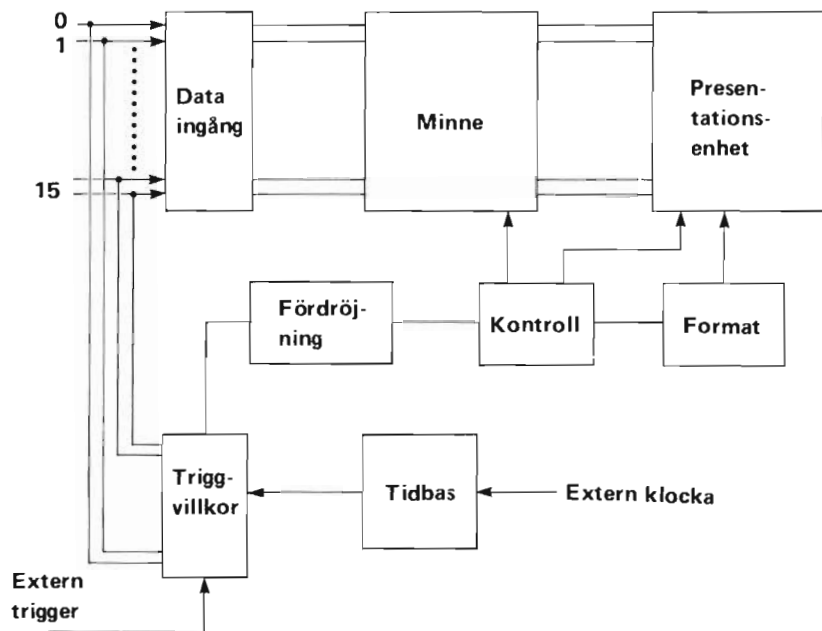 0
1
15
Data
ingång
Minne
Presen-
tations-
enhet
Fördröj-
ning
Kontroll
Format
Trigg-
villkor
Tidbas
Extern klocka
Extern
trigger